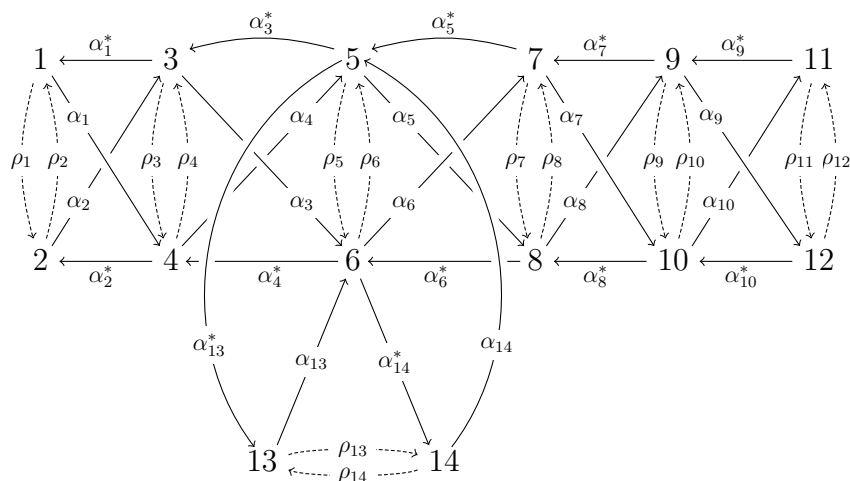 α₃* α₅*
1 α₁* 3 5 7 α₇* 9 α₉* 11
α₁ α₄ α₅ α₇ α₉
ρ₁ ρ₂ ρ₃ ρ₄ ρ₅ ρ₆ ρ₇ ρ₈ ρ₉ ρ₁₀ ρ₁₁ ρ₁₂
α₂ α₃ α₆ α₈ α₁₀
2 α₂* 4 α₄* 6 α₆* 8 α₈* 10 α₁₀* 12
α₁₃* α₁₃ α₁₄* α₁₄
13 ρ₁₃ 14
ρ₁₄